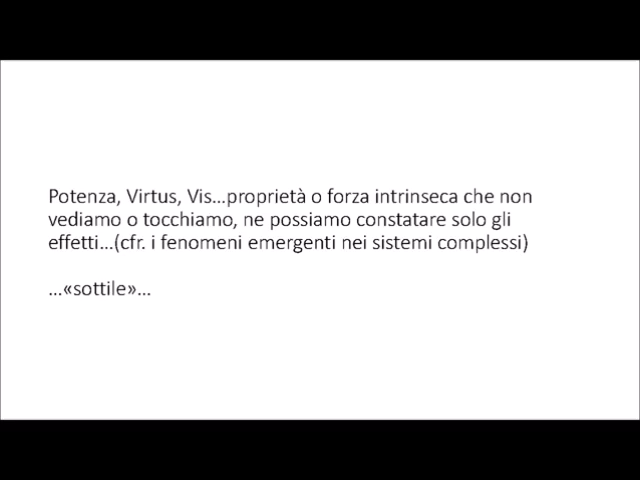 Potenza, Virtus, Vis...proprietà o forza intrinseca che non
vediamo o tocchiamo, ne possiamo constatare solo gli
effetti...(cfr. i fenomeni emergenti nei sistemi complessi)
...«sottile»...